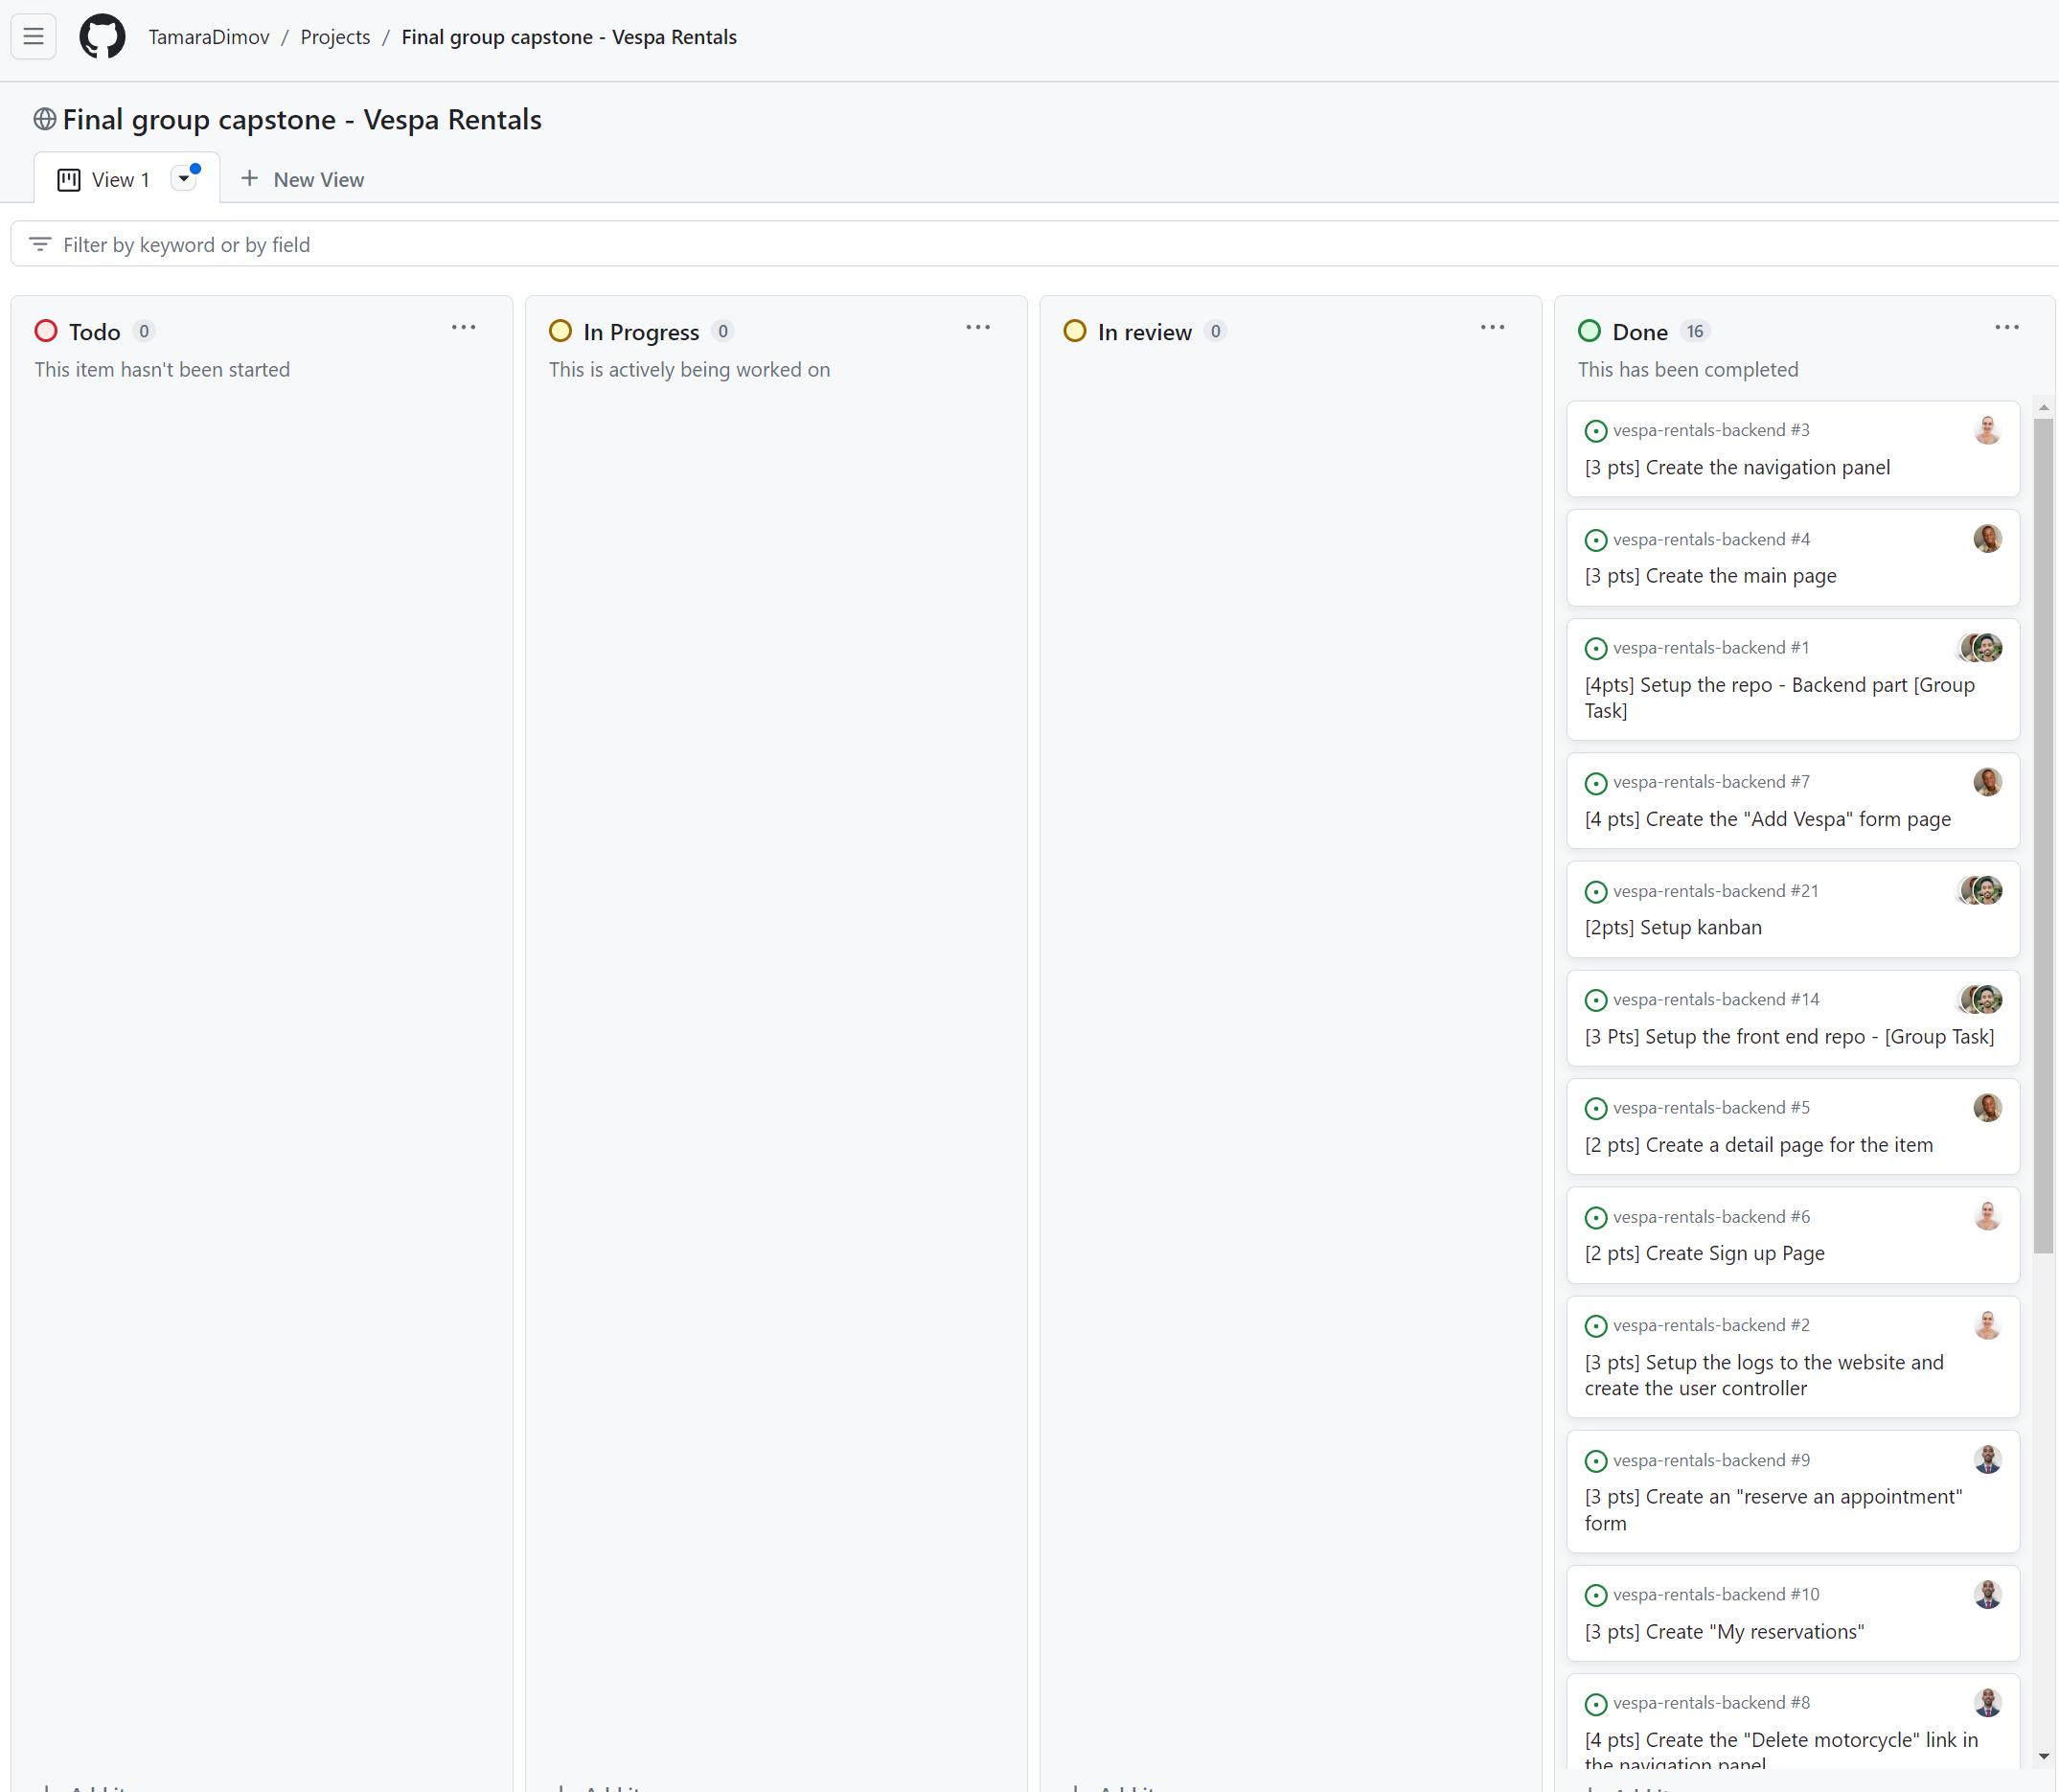 TamaraDimov / Projects / Final group capstone - Vespa Rentals
Final group capstone - Vespa Rentals
View 1
New View
Filter by keyword or by field
Todo 0
This item hasn't been started
In Progress 0
This is actively being worked on
In review 0
Done 16
This has been completed
vespa-rentals-backend #3
[3 pts] Create the navigation panel
vespa-rentals-backend #4
[3 pts] Create the main page
vespa-rentals-backend #1
[4pts] Setup the repo - Backend part [Group
Task]
vespa-rentals-backend #7
[4 pts] Create the "Add Vespa" form page
vespa-rentals-backend #21
[2pts] Setup kanban
vespa-rentals-backend #14
[3 Pts] Setup the front end repo - [Group Task]
vespa-rentals-backend #5
[2 pts] Create a detail page for the item
vespa-rentals-backend #6
[2 pts] Create Sign up Page
vespa-rentals-backend #2
[3 pts] Setup the logs to the website and
create the user controller
vespa-rentals-backend #9
[3 pts] Create an "reserve an appointment"
form
vespa-rentals-backend #10
[3 pts] Create "My reservations"
vespa-rentals-backend #8
[4 pts] Create the "Delete motorcycle" link in
the navigation panel